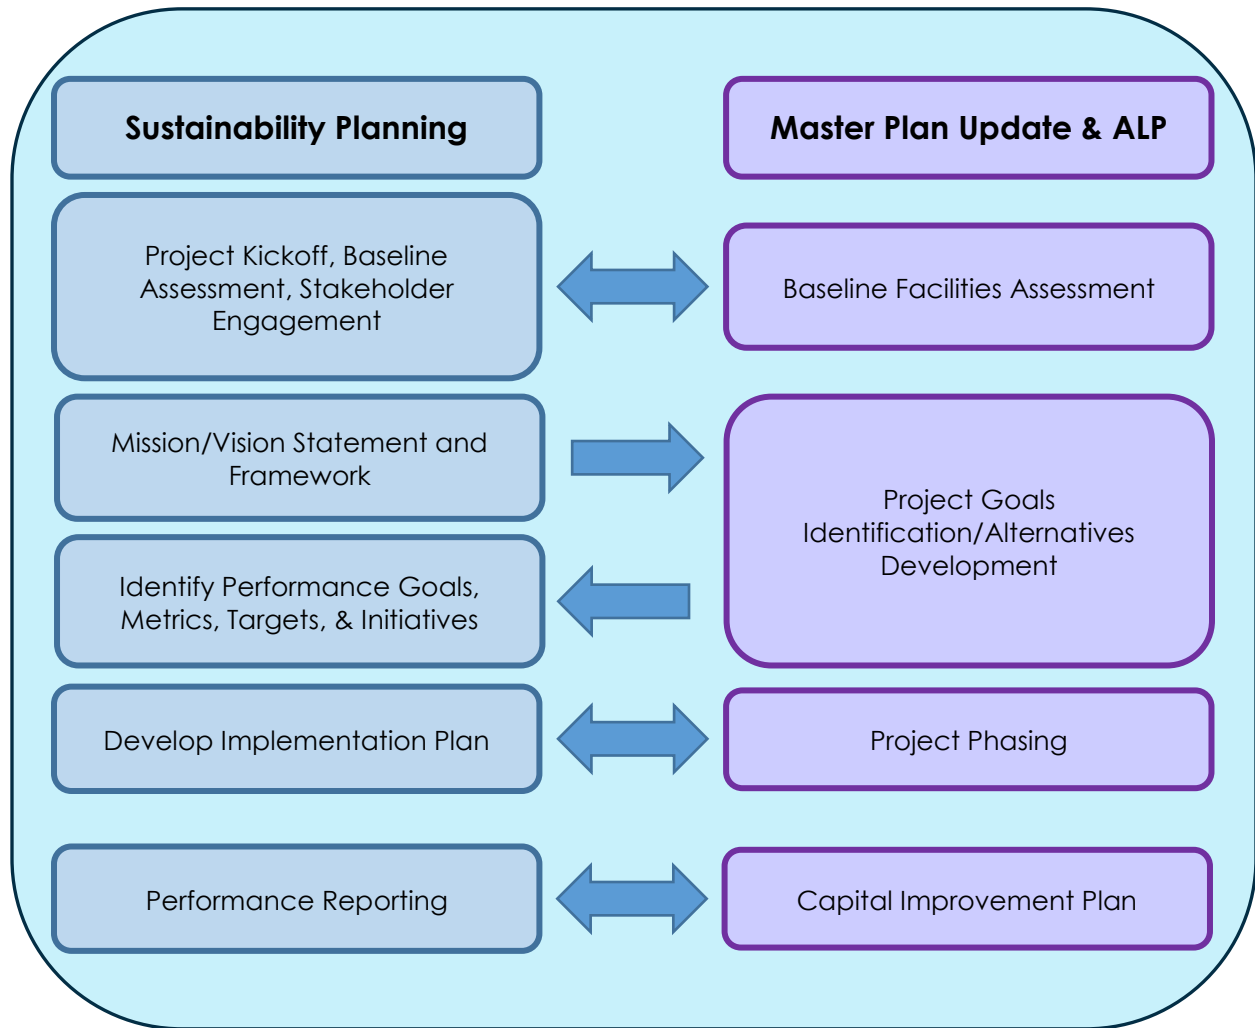 Sustainability Planning
Master Plan Update & ALP
Project Kickoff, Baseline
Assessment, Stakeholder
Engagement
Baseline Facilities Assessment
Mission/Vision Statement and
Framework
Project Goals
Identification/Alternatives
Development
Identify Performance Goals,
Metrics, Targets, & Initiatives
Develop Implementation Plan
Project Phasing
Performance Reporting
Capital Improvement Plan